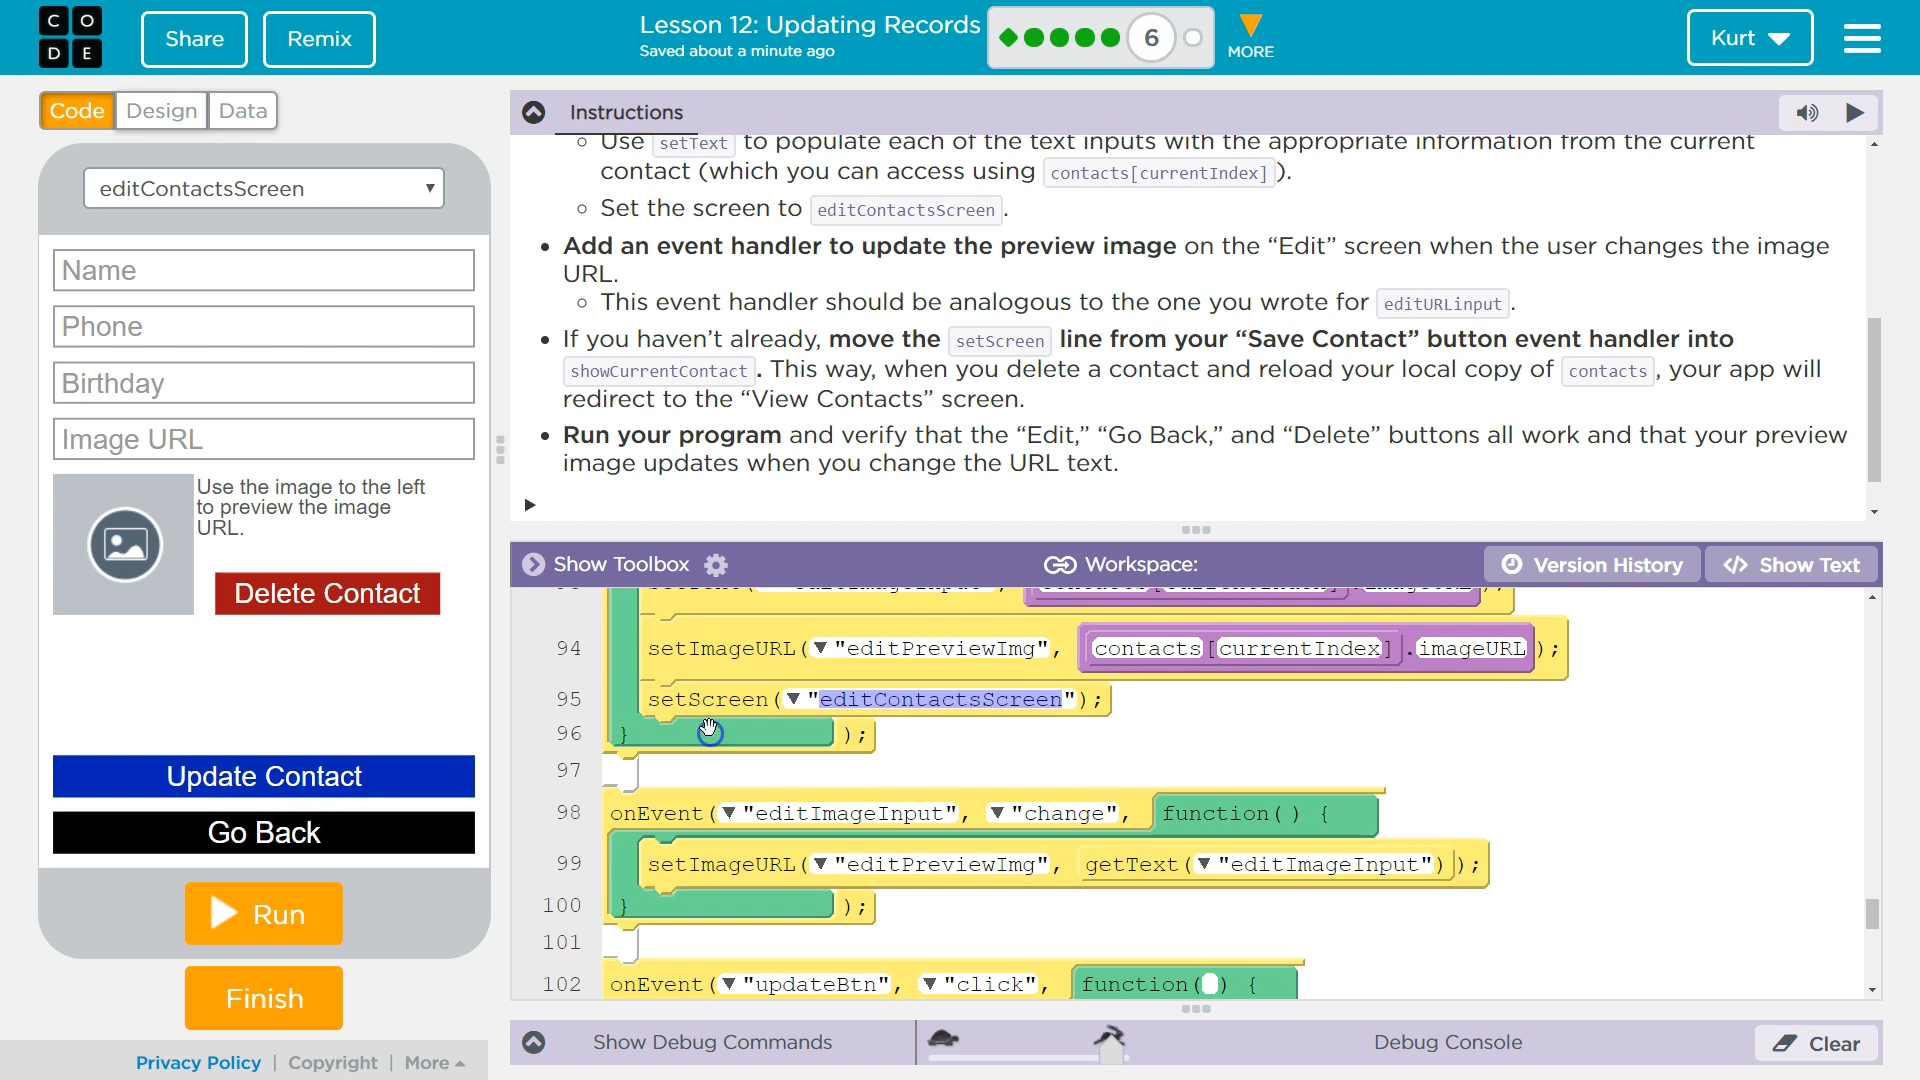 C O
D E
Share
Remix
Lesson 12: Updating Records
Saved about a minute ago
6
MORE
Kurt
Code
Design
Data
editContactsScreen
Name
Phone
Birthday
Image URL
Use the image to the left
to preview the image
URL.
Delete Contact
Update Contact
Go Back
Run
Finish
Privacy Policy | Copyright | More
Instructions
Use setText to populate each of the text inputs with the appropriate information from the current
contact (which you can access using contacts[currentIndex] ).
Set the screen to editContactsScreen .
Add an event handler to update the preview image on the “Edit” screen when the user changes the image
URL.
This event handler should be analogous to the one you wrote for editURLinput .
If you haven’t already, move the setScreen line from your “Save Contact” button event handler into
showCurrentContact . This way, when you delete a contact and reload your local copy of contacts , your app will
redirect to the “View Contacts” screen.
Run your program and verify that the “Edit,” “Go Back,” and “Delete” buttons all work and that your preview
image updates when you change the URL text.
Show Toolbox
Workspace:
Version History
</> Show Text
94 setImageURL( "editPreviewImg", contacts[currentIndex].imageURL);
95 setScreen( "editContactsScreen");
96 } );
97
98 onEvent( "editImageInput", "change", function( ) {
99 setImageURL( "editPreviewImg", getText( "editImageInput"));
100 } );
101
102 onEvent( "updateBtn", "click", function( ) {
Show Debug Commands
Debug Console
Clear